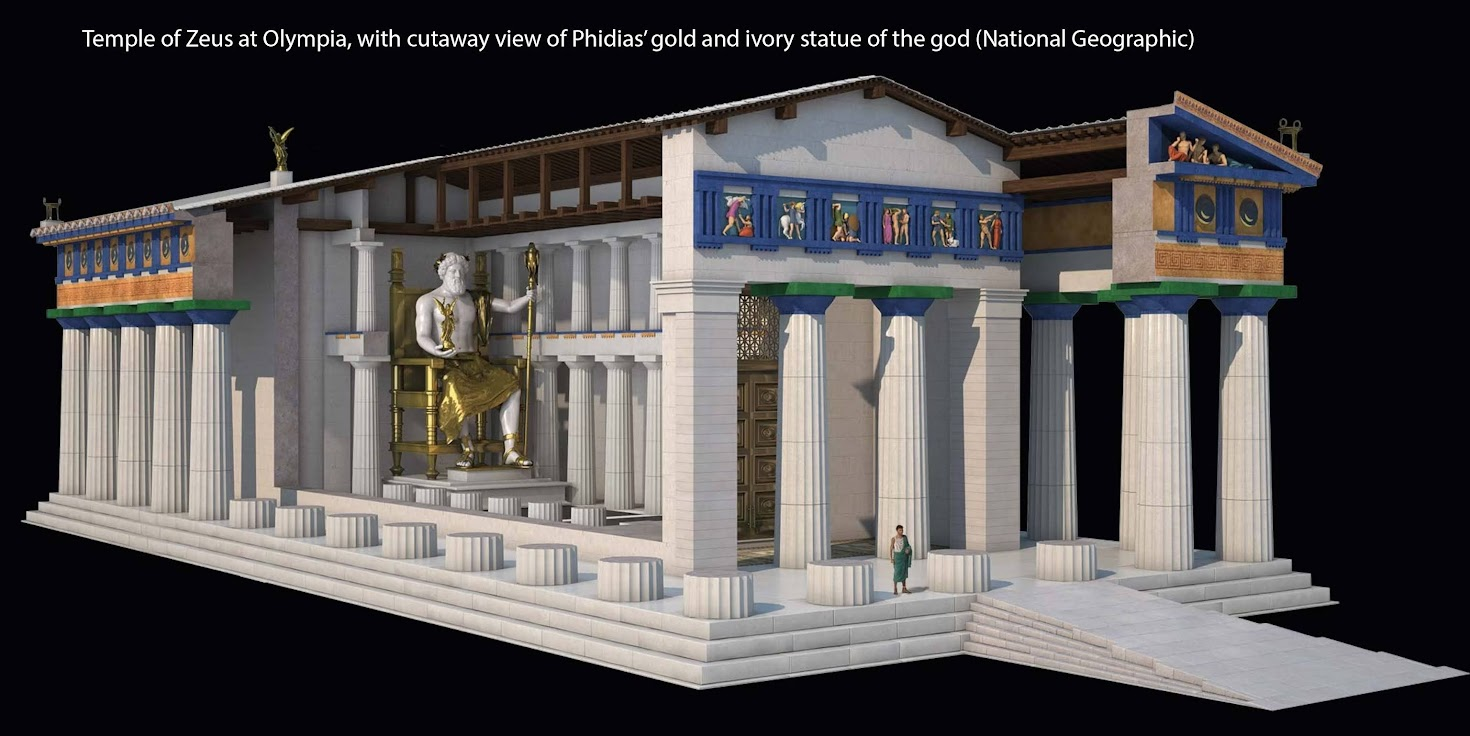 Temple of Zeus at Olympia, with cutaway view of Phidias’ gold and ivory statue of the god (National Geographic)